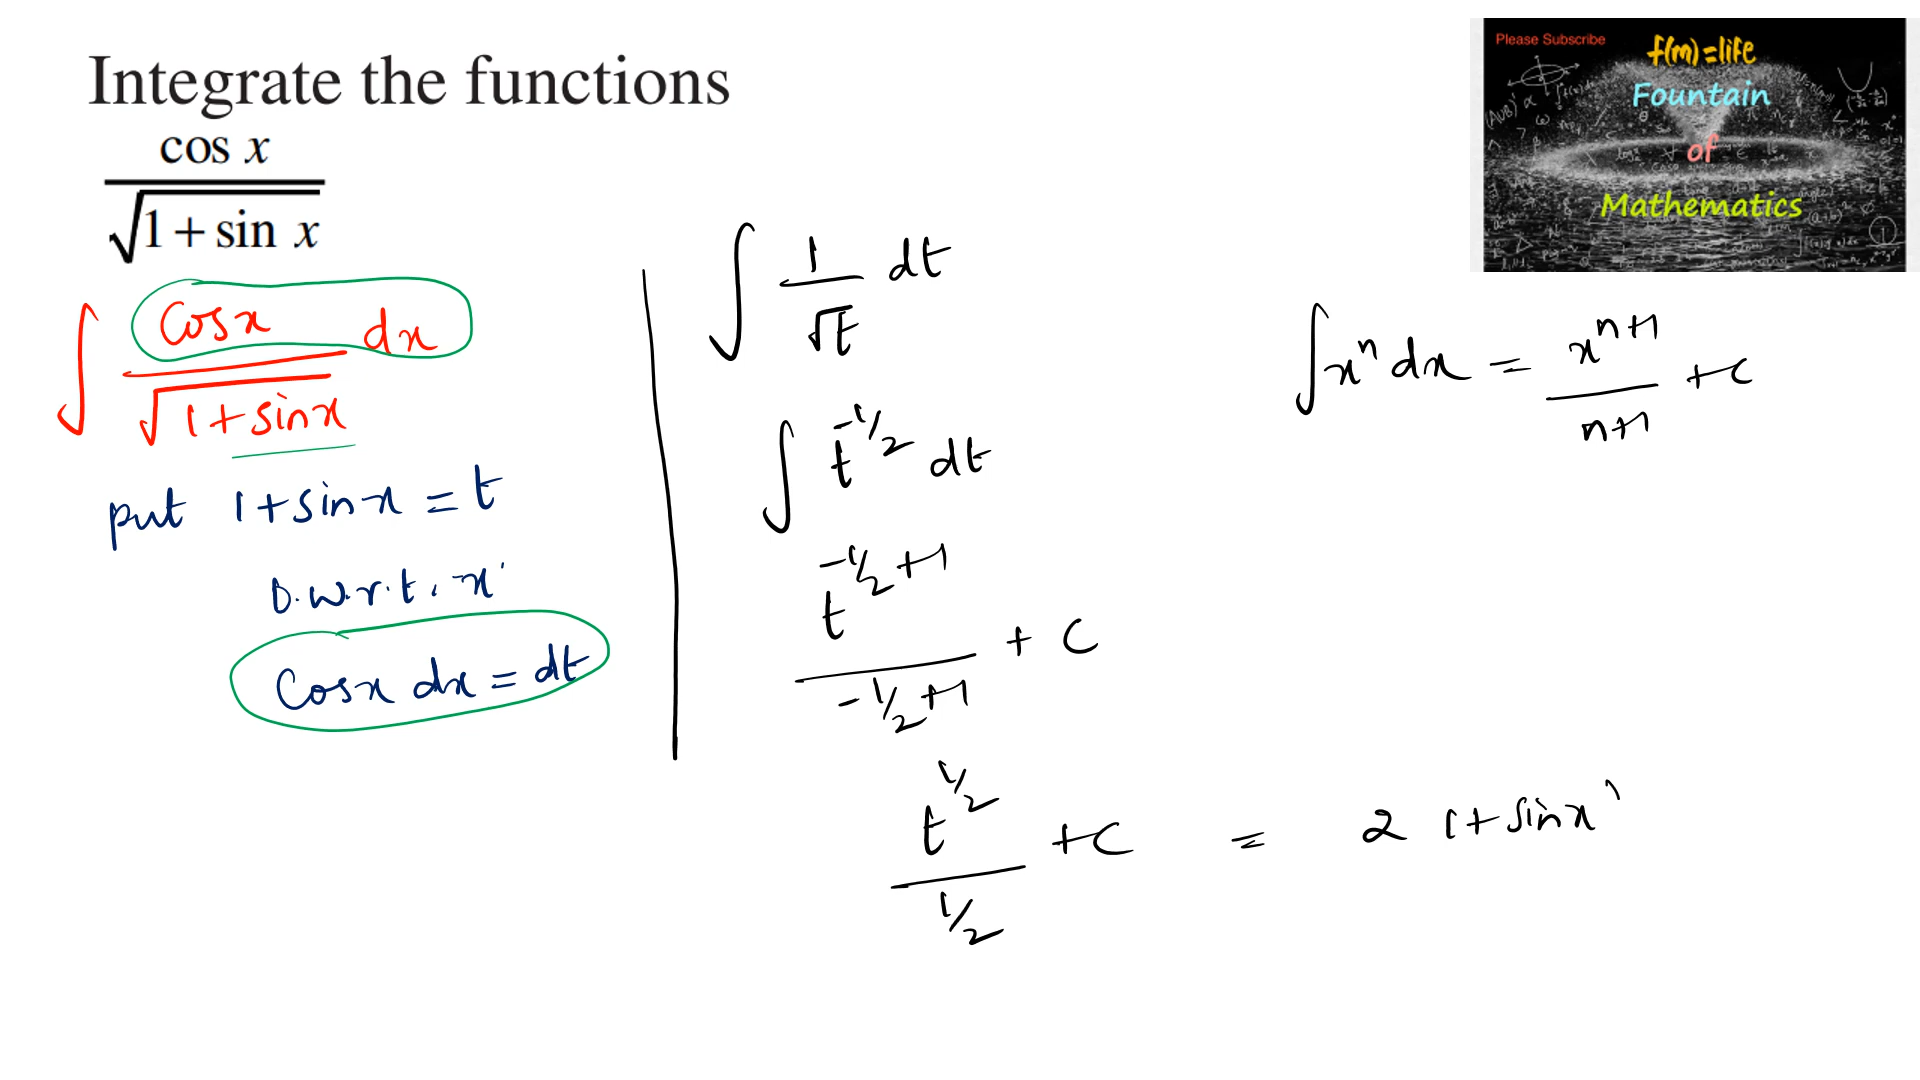 Integrate the functions
cos x
√1 + sin x
∫ Cosx dx
√1+sinx
put 1+sinx = t
D.w.r.t. x
Cosx dx = dt
∫ 1 dt
√t
∫ t^-1/2 dt
t^-1/2+1
-1/2+1 + C
t^1/2
1/2 +C = 2 1+sinx
∫x^n dx = x^n+1
n+1 +C
Please Subscribe
f(m)=life
Fountain
of
Mathematics